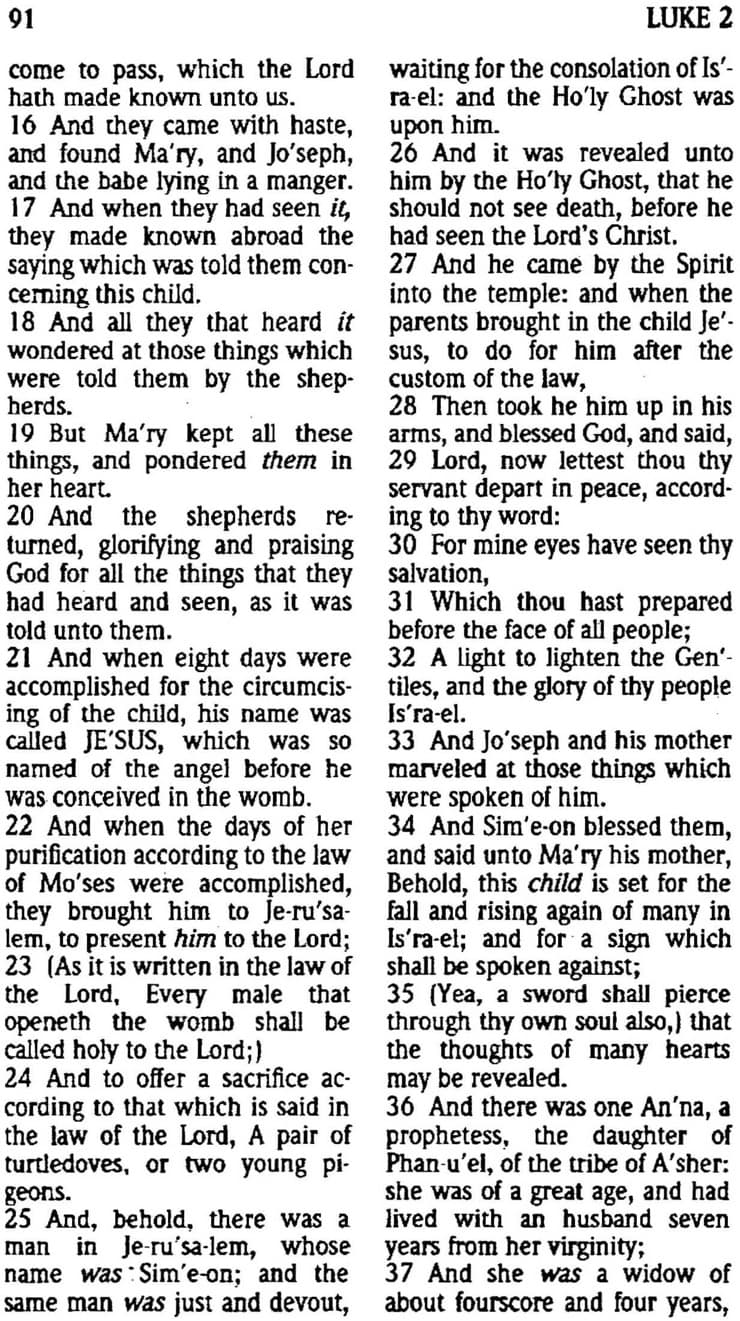 91
LUKE 2
come to pass, which the Lord
hath made known unto us.
16 And they came with haste,
and found Ma'ry, and Jo'seph,
and the babe lying in a manger.
17 And when they had seen it,
they made known abroad the
saying which was told them con-
cerning this child.
18 And all they that heard it
wondered at those things which
were told them by the shep-
herds.
19 But Ma'ry kept all these
things, and pondered them in
her heart.
20 And the shepherds re-
turned, glorifying and praising
God for all the things that they
had heard and seen, as it was
told unto them.
21 And when eight days were
accomplished for the circumcis-
ing of the child, his name was
called JE'SUS, which was so
named of the angel before he
was conceived in the womb.
22 And when the days of her
purification according to the law
of Mo'ses were accomplished,
they brought him to Je-ru'sa-
lem, to present him to the Lord;
23 (As it is written in the law of
the Lord, Every male that
openeth the womb shall be
called holy to the Lord;)
24 And to offer a sacrifice ac-
cording to that which is said in
the law of the Lord, A pair of
turtledoves, or two young pi-
geons.
25 And, behold, there was a
man in Je-ru'sa-lem, whose
name was Sim'e-on; and the
same man was just and devout,
waiting for the consolation of Is'-
ra-el: and the Ho'ly Ghost was
upon him.
26 And it was revealed unto
him by the Ho'ly Ghost, that he
should not see death, before he
had seen the Lord's Christ.
27 And he came by the Spirit
into the temple: and when the
parents brought in the child Je'-
sus, to do for him after the
custom of the law,
28 Then took he him up in his
arms, and blessed God, and said,
29 Lord, now lettest thou thy
servant depart in peace, accord-
ing to thy word:
30 For mine eyes have seen thy
salvation,
31 Which thou hast prepared
before the face of all people;
32 A light to lighten the Gen'-
tiles, and the glory of thy people
Is'ra-el.
33 And Jo'seph and his mother
marveled at those things which
were spoken of him.
34 And Sim'e-on blessed them,
and said unto Ma'ry his mother,
Behold, this child is set for the
fall and rising again of many in
Is'ra-el; and for a sign which
shall be spoken against;
35 (Yea, a sword shall pierce
through thy own soul also,) that
the thoughts of many hearts
may be revealed.
36 And there was one An'na, a
prophetess, the daughter of
Phan-u'el, of the tribe of A'sher:
she was of a great age, and had
lived with an husband seven
years from her virginity;
37 And she was a widow of
about fourscore and four years,